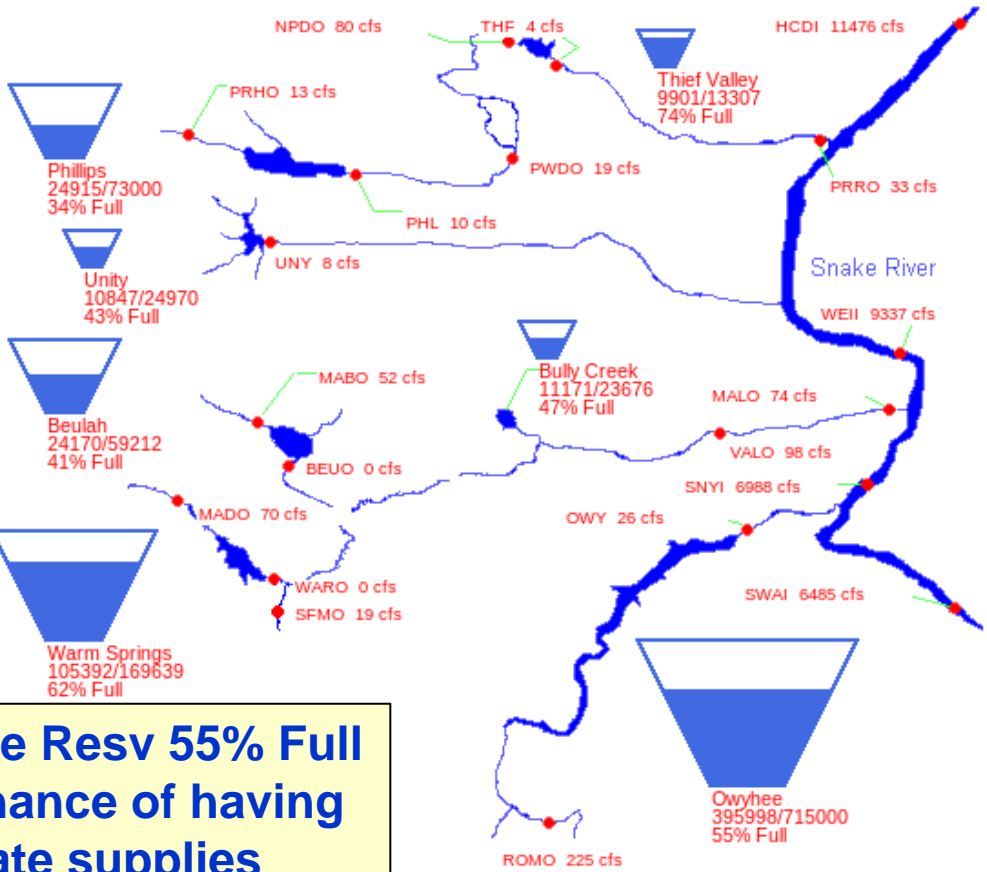 NPDO 80 cfs
THF 4 cfs
HCDI 11476 cfs
Thief Valley
9901/13307
74% Full
PRHO 13 cfs
Phillips
24915/73000
34% Full
PWDO 19 cfs
PRRO 33 cfs
PHL 10 cfs
UNY 8 cfs
Unity
10847/24970
43% Full
Snake River
WEII 9337 cfs
Bully Creek
11171/23676
47% Full
MABO 52 cfs
MALO 74 cfs
Beulah
24170/59212
41% Full
VALO 98 cfs
BEUO 0 cfs
SNYI 6988 cfs
MADO 70 cfs
OWY 26 cfs
WARO 0 cfs
SWAI 6485 cfs
SFMO 19 cfs
Warm Springs
105392/169639
62% Full
e Resv 55% Full
hance of having
ate supplies
Owyhee
395998/715000
55% Full
ROMO 225 cfs